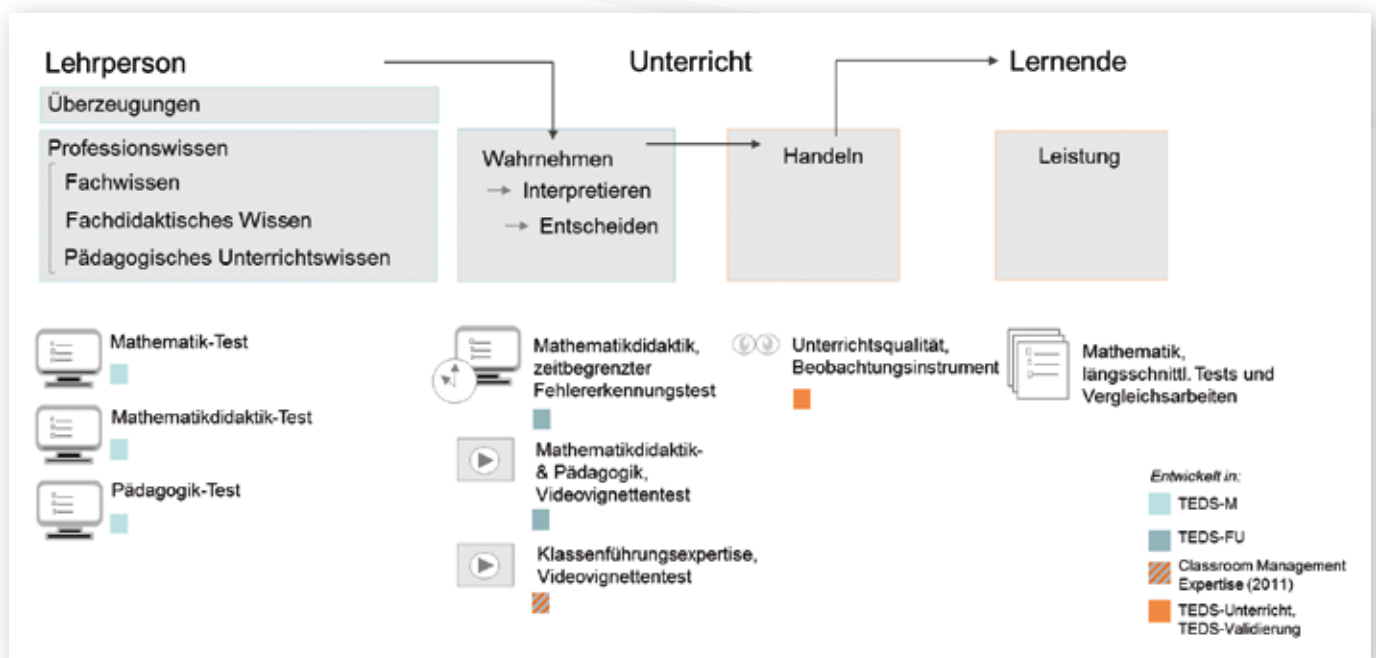 Lehrperson
Unterricht
Lernende
Überzeugungen
Professionswissen
Fachwissen
Fachdidaktisches Wissen
Pädagogisches Unterrichtswissen
Wahrnehmen
→ Interpretieren
→ Entscheiden
Handeln
Leistung
Mathematik-Test
Mathematikdidaktik-Test
Pädagogik-Test
Mathematikdidaktik,
zeitbegrenzter
Fehlererkennungstest
Mathematikdidaktik-
& Pädagogik,
Videovignettentest
Klassenführungsexpertise,
Videovignettentest
Unterrichtsqualität,
Beobachtungsinstrument
Mathematik,
längsschnittl. Tests und
Vergleichsarbeiten
Entwickelt in:
TEDS-M
TEDS-FU
Classroom Management
Expertise (2011)
TEDS-Unterricht,
TEDS-Validierung